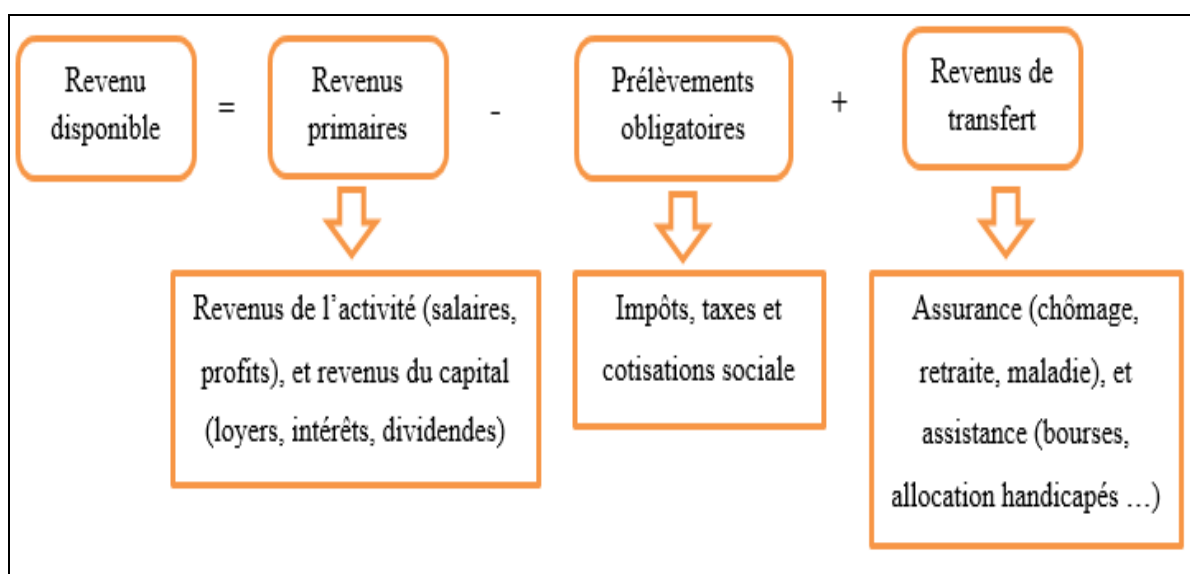 Revenu
disponible
=
Revenus
primaires
-
Prélèvements
obligatoires
+
Revenus de
transfert
Revenus de l’activité (salaires,
profits), et revenus du capital
(loyers, intérêts, dividendes)
Impôts, taxes et
cotisations sociale
Assurance (chômage,
retraite, maladie), et
assistance (bourses,
allocation handicapés …)